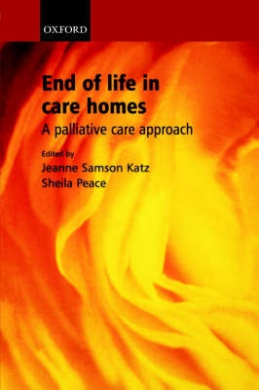 OXFORD
End of life in
care homes
A palliative care approach
Edited by
Jeanne Samson Katz
Sheila Peace